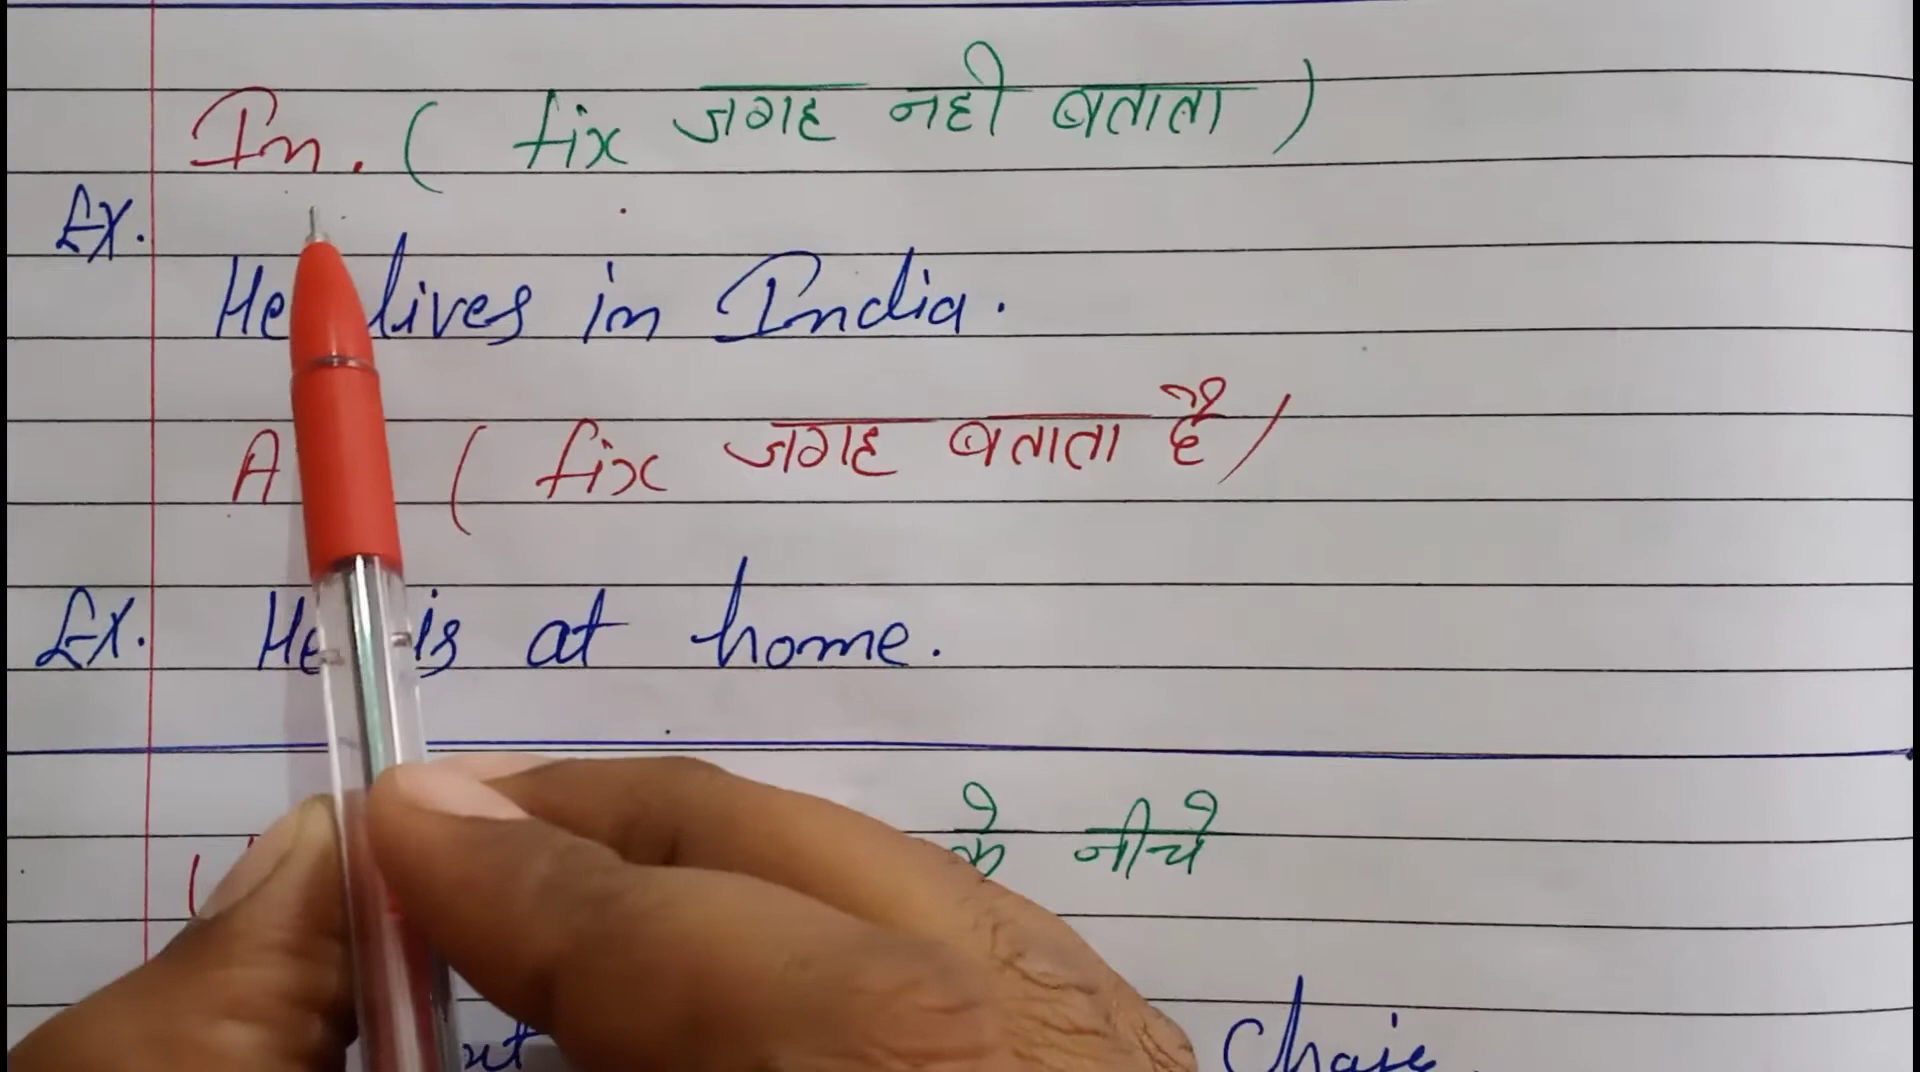 In. ( fix जगह नही बताता )
Ex.
He lives in India.
( fix जगह बताता है )
Ex. He is at home.
के नीचे
Chair